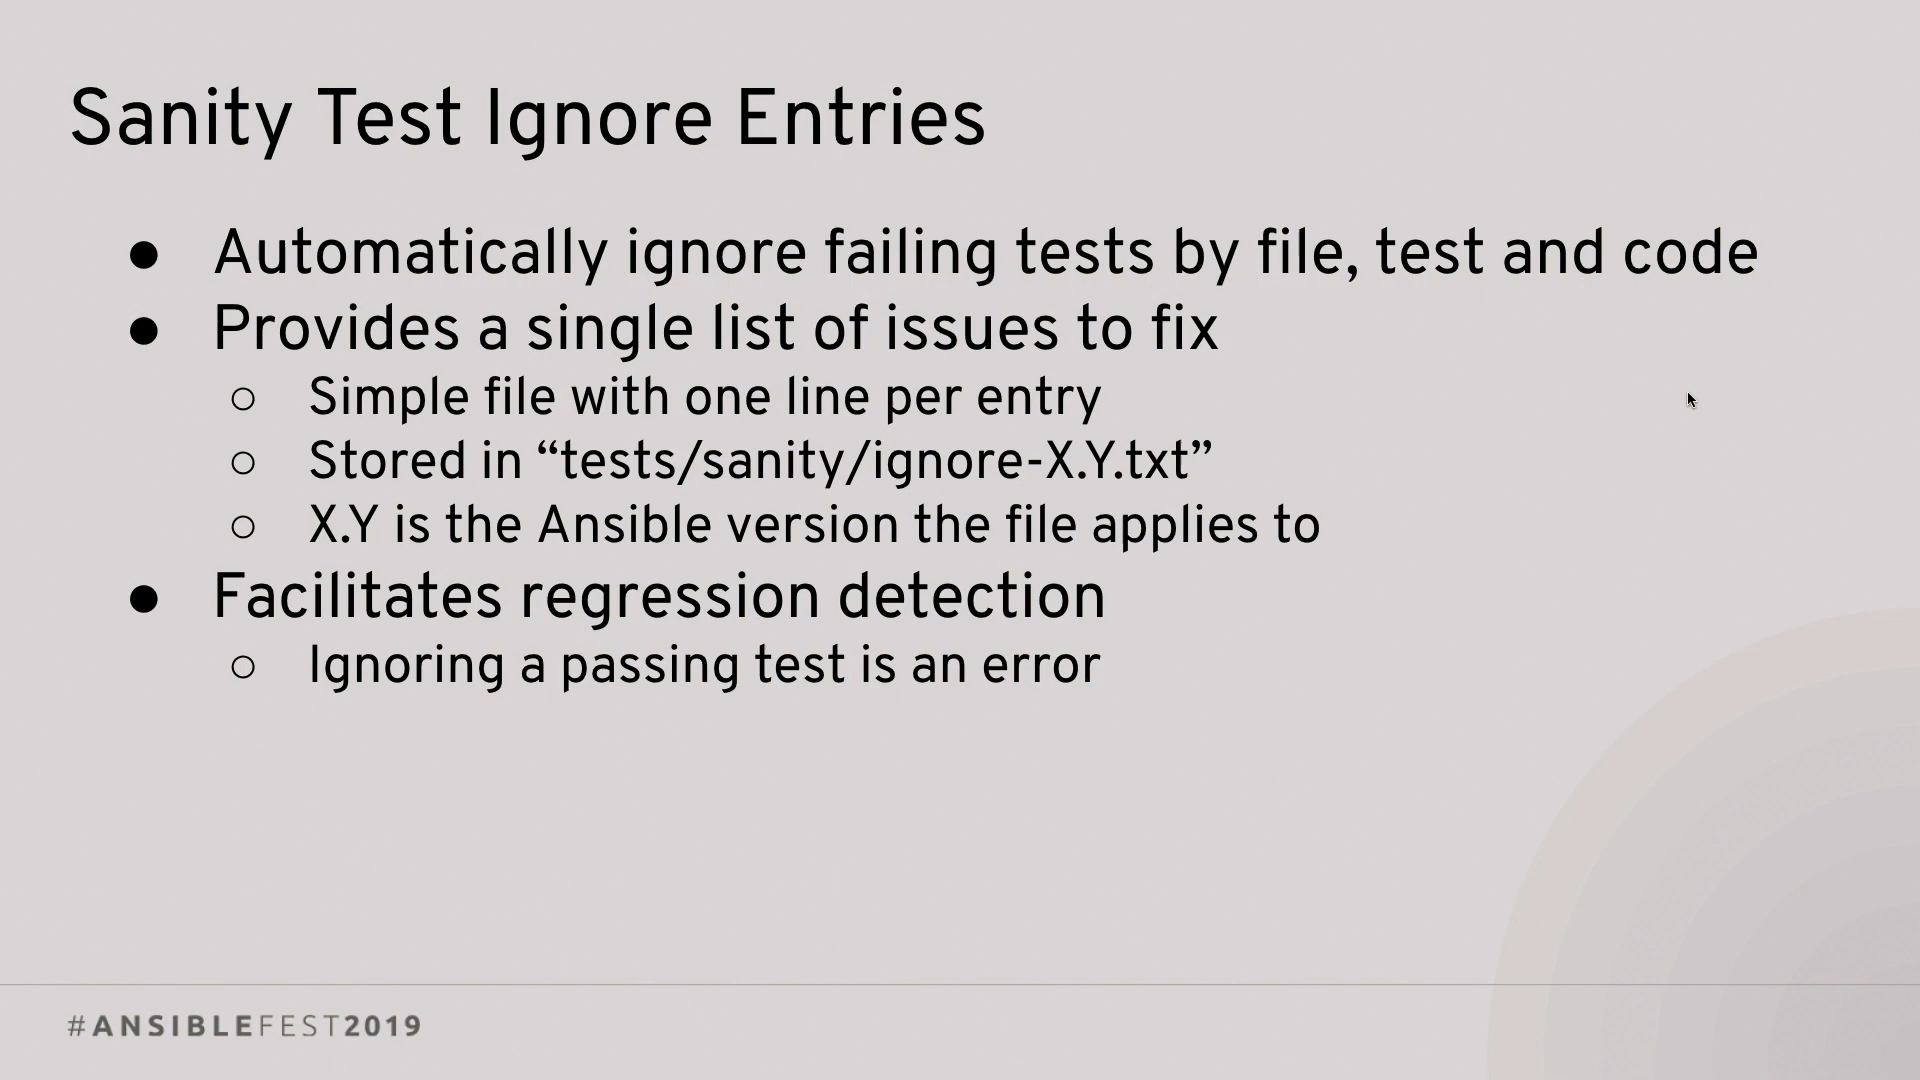 Sanity Test Ignore Entries
● Automatically ignore failing tests by file, test and code
● Provides a single list of issues to fix
○ Simple file with one line per entry
○ Stored in “tests/sanity/ignore-X.Y.txt”
○ X.Y is the Ansible version the file applies to
● Facilitates regression detection
○ Ignoring a passing test is an error
#ANSIBLEFEST2019